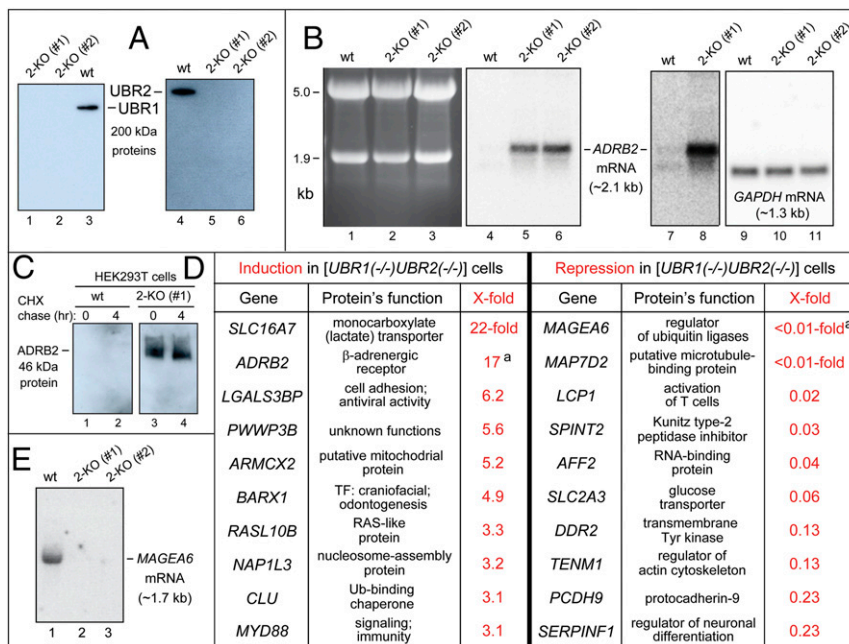 A
2-KO (#1)
2-KO (#2)
wt
wt
2-KO (#1)
2-KO (#2)
UBR2
UBR1
200 kDa
proteins
1 2 3
4 5 6
B
wt
2-KO (#1)
2-KO (#2)
wt
2-KO (#1)
2-KO (#2)
wt
2-KO (#1)
wt
2-KO (#1)
2-KO (#2)
5.0
1.9
kb
ADRB2
mRNA
(~2.1 kb)
GAPDH mRNA
(~1.3 kb)
1 2 3 4 5 6 7 8 9 10 11
C
HEK293T cells
CHX
chase (hr):
wt
2-KO (#1)
0 4 0 4
ADRB2
46 kDa
protein
1 2 3 4
D
Induction in [UBR1(-/-)UBR2(-/-)] cells
Gene Protein's function X-fold
SLC16A7 monocarboxylate (lactate) transporter 22-fold
ADRB2 β-adrenergic receptor 17 a
LGALS3BP cell adhesion; antiviral activity 6.2
PWWP3B unknown functions 5.6
ARMCX2 putative mitochodrial protein 5.2
BARX1 TF: craniofacial; odontogenesis 4.9
RASL10B RAS-like protein 3.3
NAP1L3 nucleosome-assembly protein 3.2
CLU Ub-binding chaperone 3.1
MYD88 signaling; immunity 3.1
Repression in [UBR1(-/-)UBR2(-/-)] cells
Gene Protein's function X-fold
MAGEA6 regulator of ubiquitin ligases <0.01-fold a
MAP7D2 putative microtubule-binding protein <0.01-fold
LCP1 activation of T cells 0.02
SPINT2 Kunitz type-2 peptidase inhibitor 0.03
AFF2 RNA-binding protein 0.04
SLC2A3 glucose transporter 0.06
DDR2 transmembrane Tyr kinase 0.13
TENM1 regulator of actin cytoskeleton 0.13
PCDH9 protocadherin-9 0.23
SERPINF1 regulator of neuronal differentiation 0.23
E
wt
2-KO (#1)
2-KO (#2)
MAGEA6
mRNA
(~1.7 kb)
1 2 3